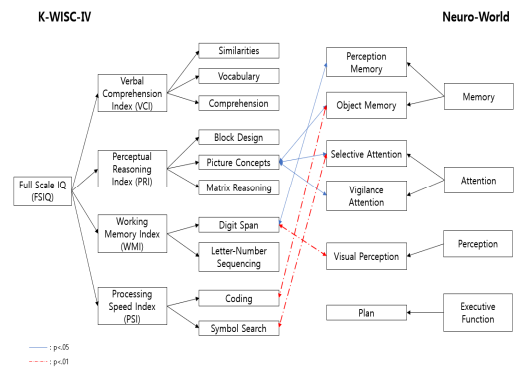 K-WISC-IV
Neuro-World
Full Scale IQ
(FSIQ)
Verbal
Comprehension
Index (VCI)
Perceptual
Reasoning
Index (PRI)
Working
Memory Index
(WMI)
Processing
Speed Index
(PSI)
Similarities
Vocabulary
Comprehension
Block Design
Picture Concepts
Matrix Reasoning
Digit Span
Letter-Number
Sequencing
Coding
Symbol Search
Perception
Memory
Object Memory
Selective Attention
Vigilance
Attention
Visual Perception
Plan
Memory
Attention
Perception
Executive
Function
: p<.05
: p<.01